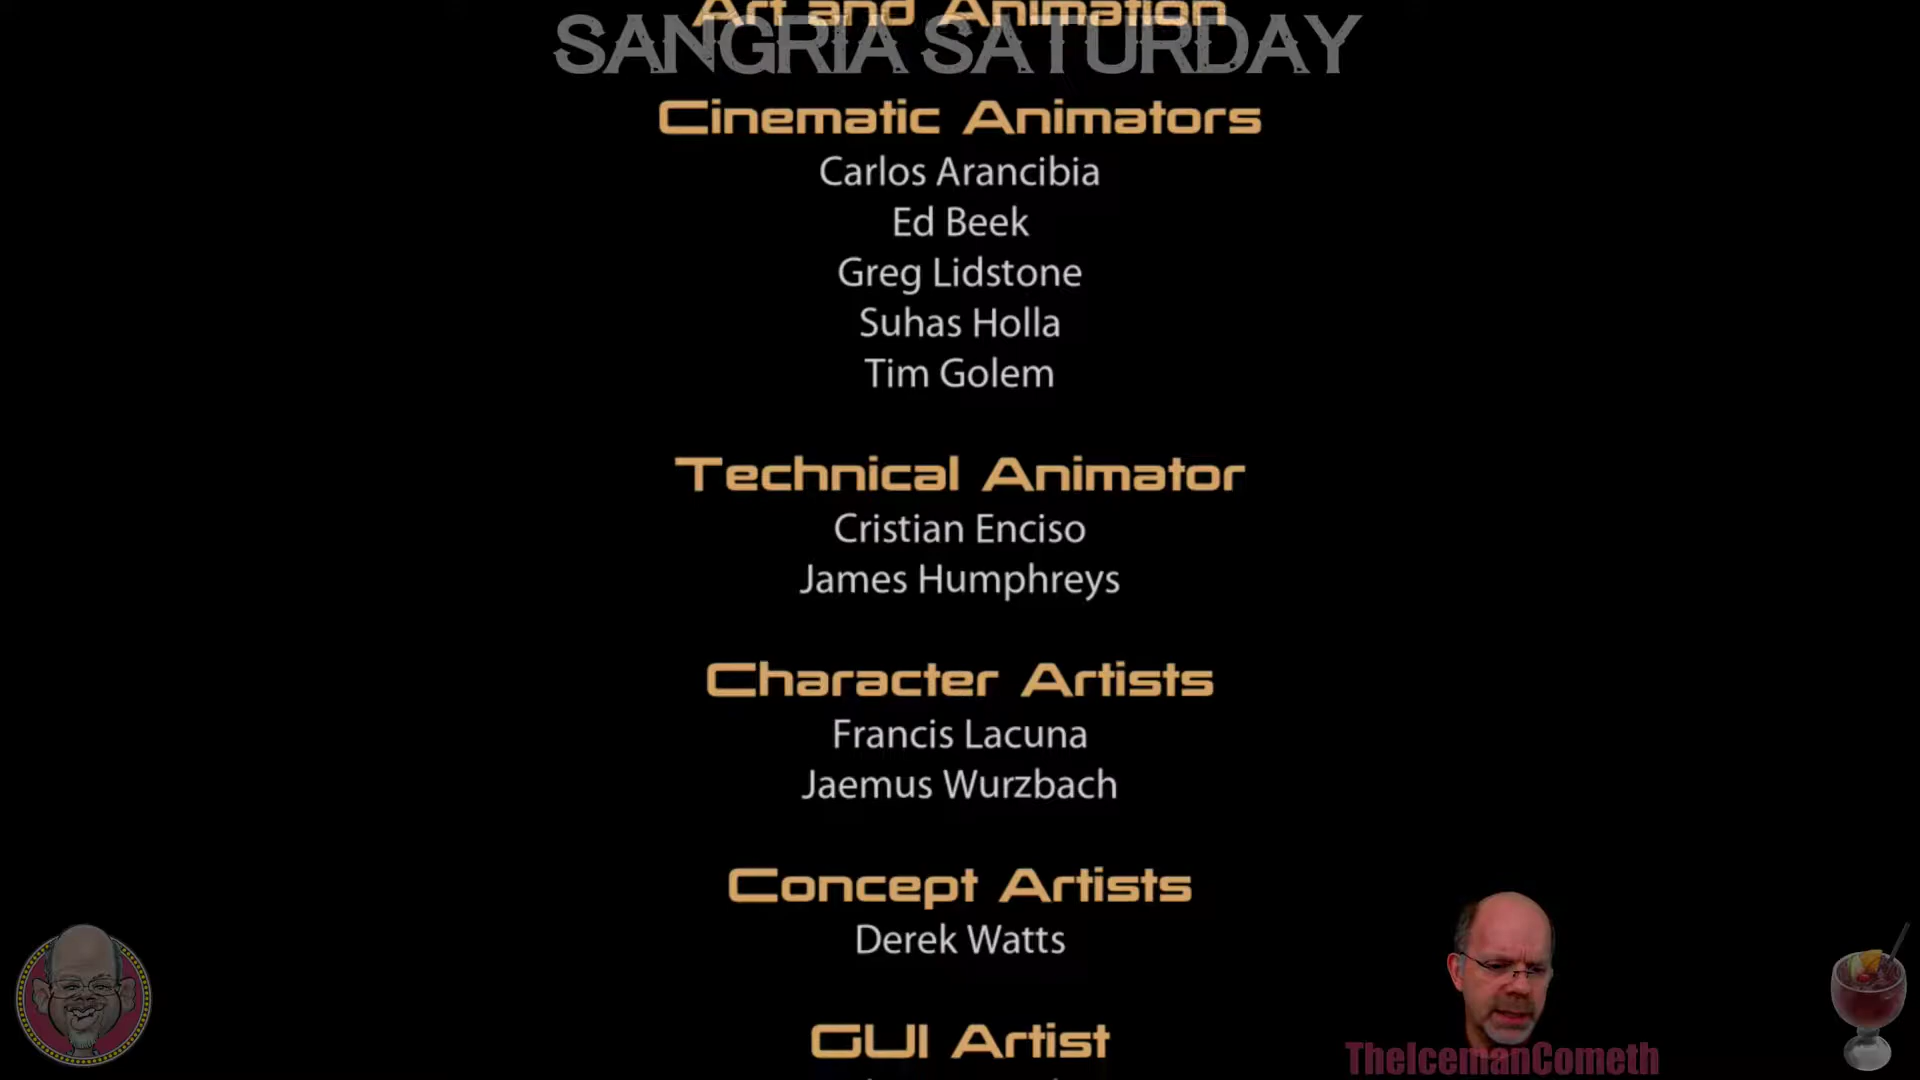 Art and Animation
SANGRIA SATURDAY
Cinematic Animators
Carlos Arancibia
Ed Beek
Greg Lidstone
Suhas Holla
Tim Golem
Technical Animator
Cristian Enciso
James Humphreys
Character Artists
Francis Lacuna
Jaemus Wurzbach
Concept Artists
Derek Watts
GUI Artist
TheIcemanCometh